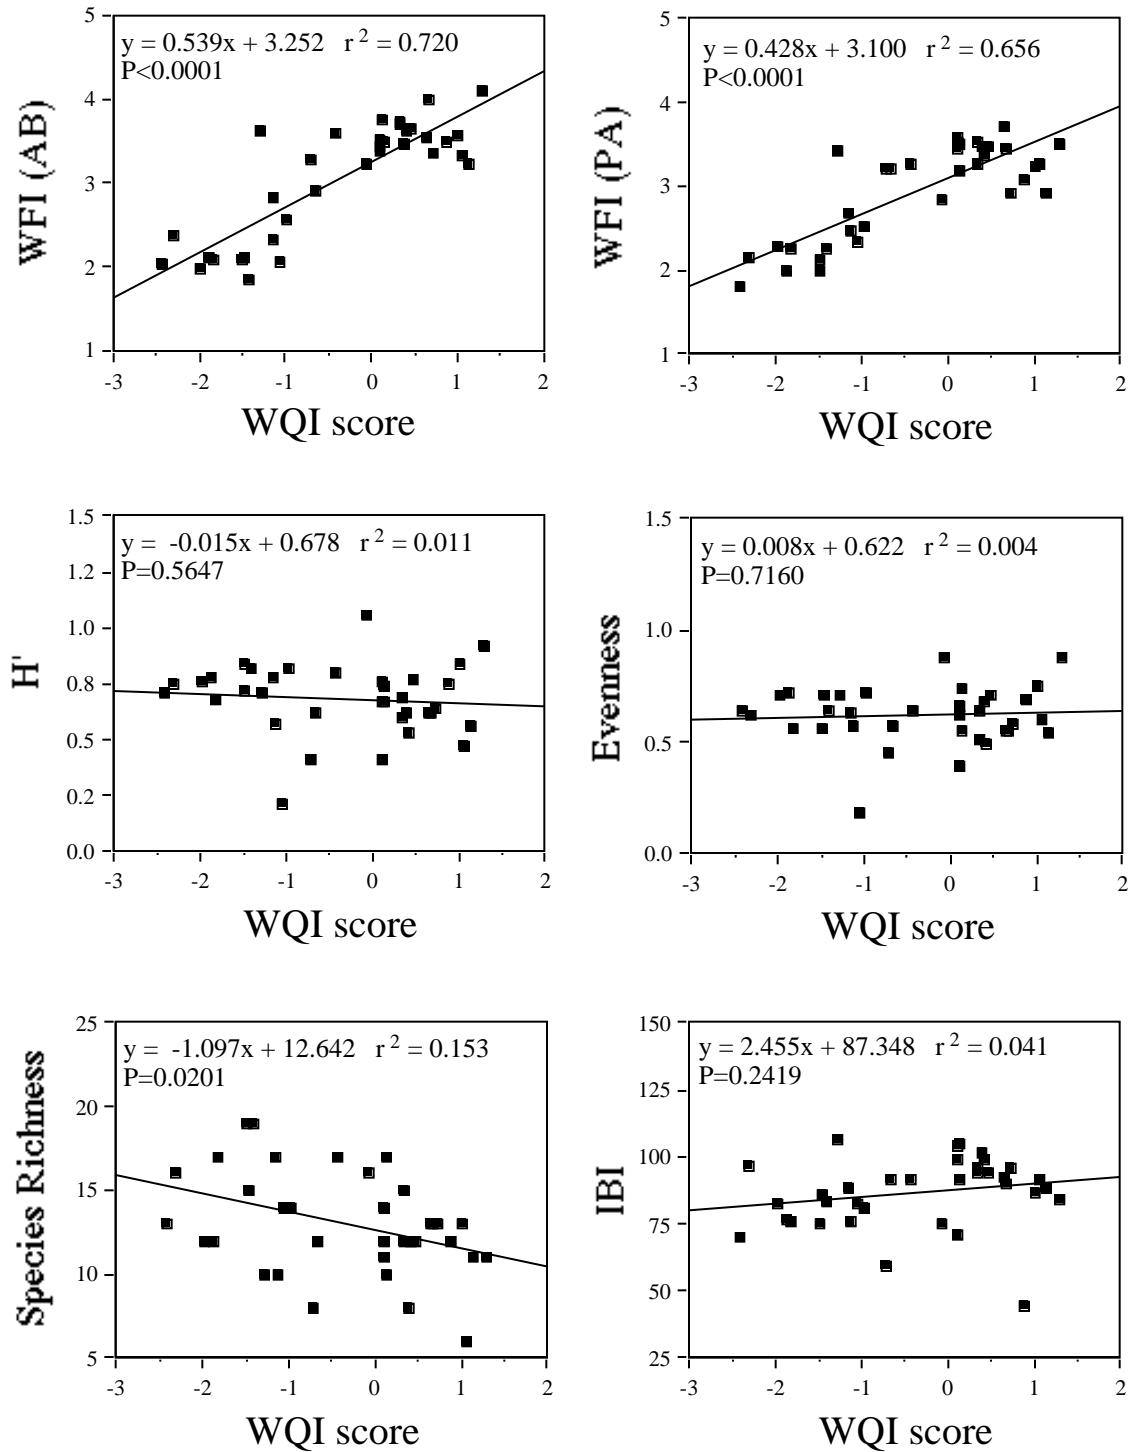 5
4
3
2
1
y = 0.539x + 3.252 r 2 = 0.720
P<0.0001
WFI (AB)
-3 -2 -1 0 1 2
WQI score
5
4
3
2
1
y = 0.428x + 3.100 r 2 = 0.656
P<0.0001
WFI (PA)
-3 -2 -1 0 1 2
WQI score
1.5
1.2
1.0
0.8
0.5
0.2
0.0
y = -0.015x + 0.678 r 2 = 0.011
P=0.5647
H'
-3 -2 -1 0 1 2
WQI score
1.5
1.0
0.5
0.0
y = 0.008x + 0.622 r 2 = 0.004
P=0.7160
Evenness
-3 -2 -1 0 1 2
WQI score
25
20
15
10
5
y = -1.097x + 12.642 r 2 = 0.153
P=0.0201
Species Richness
-3 -2 -1 0 1 2
WQI score
150
125
100
75
50
25
y = 2.455x + 87.348 r 2 = 0.041
P=0.2419
IBI
-3 -2 -1 0 1 2
WQI score